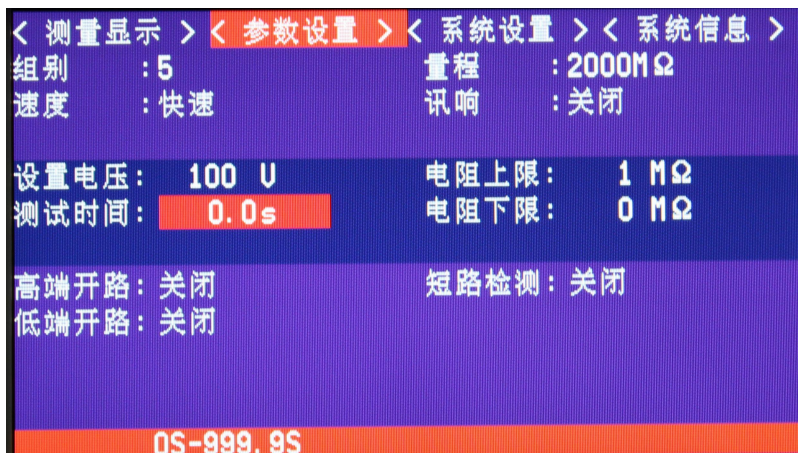 < 测量显示 > < 参数设置 > < 系统设置 > < 系统信息 >
组别 :5 量程 :2000MΩ
速度 :快速 讯响 :关闭
设置电压: 100 V 电阻上限: 1 MΩ
测试时间: 0.0s 电阻下限: 0 MΩ
高端开路:关闭 短路检测:关闭
低端开路:关闭
0S-999.9S